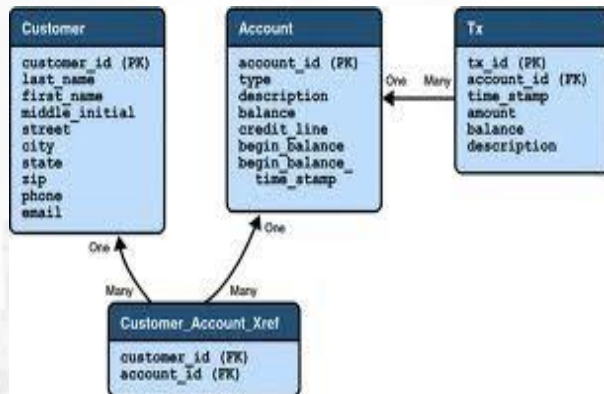 Customer
customer_id (PK)
last_name
first_name
middle_initial
street
city
state
zip
phone
email
Account
account_id (PK)
type
description
balance
credit_line
begin_balance
begin_balance_
time_stamp
Tx
tx_id (PK)
account_id (FK)
time_stamp
amount
balance
description
One Many
One
One
Many
Many
Customer_Account_Xref
customer_id (FK)
account_id (FK)